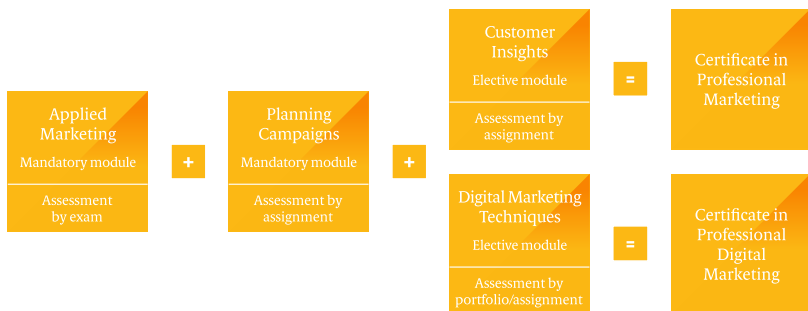 Applied
Marketing
Mandatory module
Assessment
by exam
+
Planning
Campaigns
Mandatory module
Assessment by
assignment
+
Customer
Insights
Elective module
Assessment by
assignment
=
Certificate in
Professional
Marketing
Digital Marketing
Techniques
Elective module
Assessment by
portfolio/assignment
=
Certificate in
Professional
Digital
Marketing